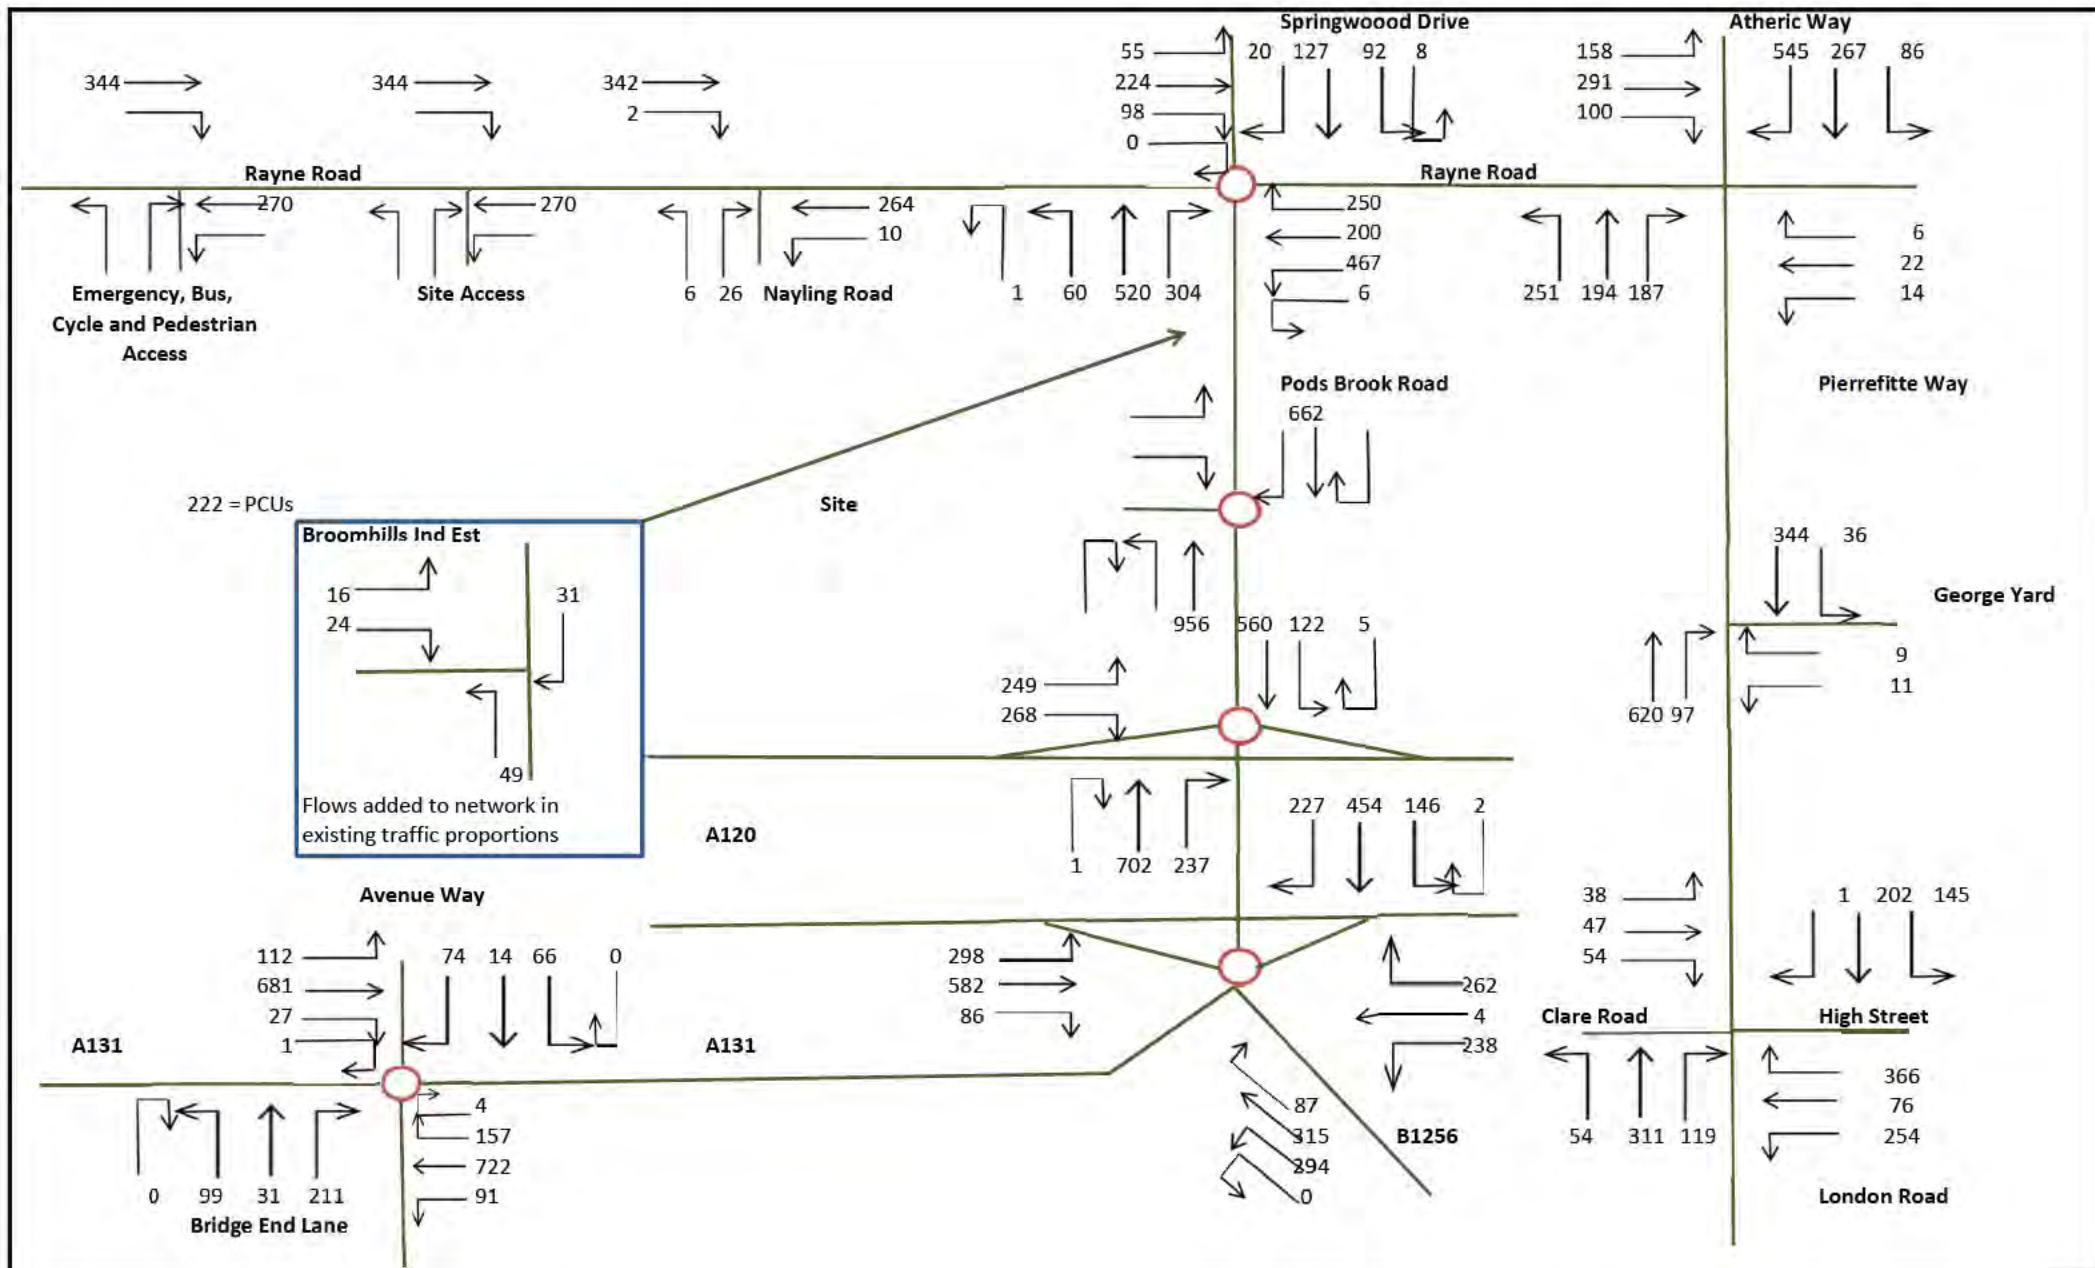 Springwoood Drive
Atheric Way
55
20 127 92 8
158
545 267 86
344
344
342
224
291
2
98
100
0
Rayne Road
Rayne Road
270
270
264
250
10
200
6
467
22
Emergency, Bus,
Cycle and Pedestrian
Access
Site Access
6 26
Nayling Road
1 60 520 304
6
251 194 187
14
Pods Brook Road
Pierrefitte Way
662
222 = PCUs
Site
Broomhills Ind Est
344 36
16
31
George Yard
24
956
560 122 5
9
249
11
268
620 97
49
Flows added to network in
existing traffic proportions
A120
227 454 146 2
1 702 237
Avenue Way
38
1 202 145
47
112
74 14 66 0
298
54
681
582
262
27
86
4
Clare Road
High Street
1
A131
A131
238
366
4
87
76
157
315
B1256
54 311 119
254
722
294
0 99 31 211
91
0
London Road
Bridge End Lane